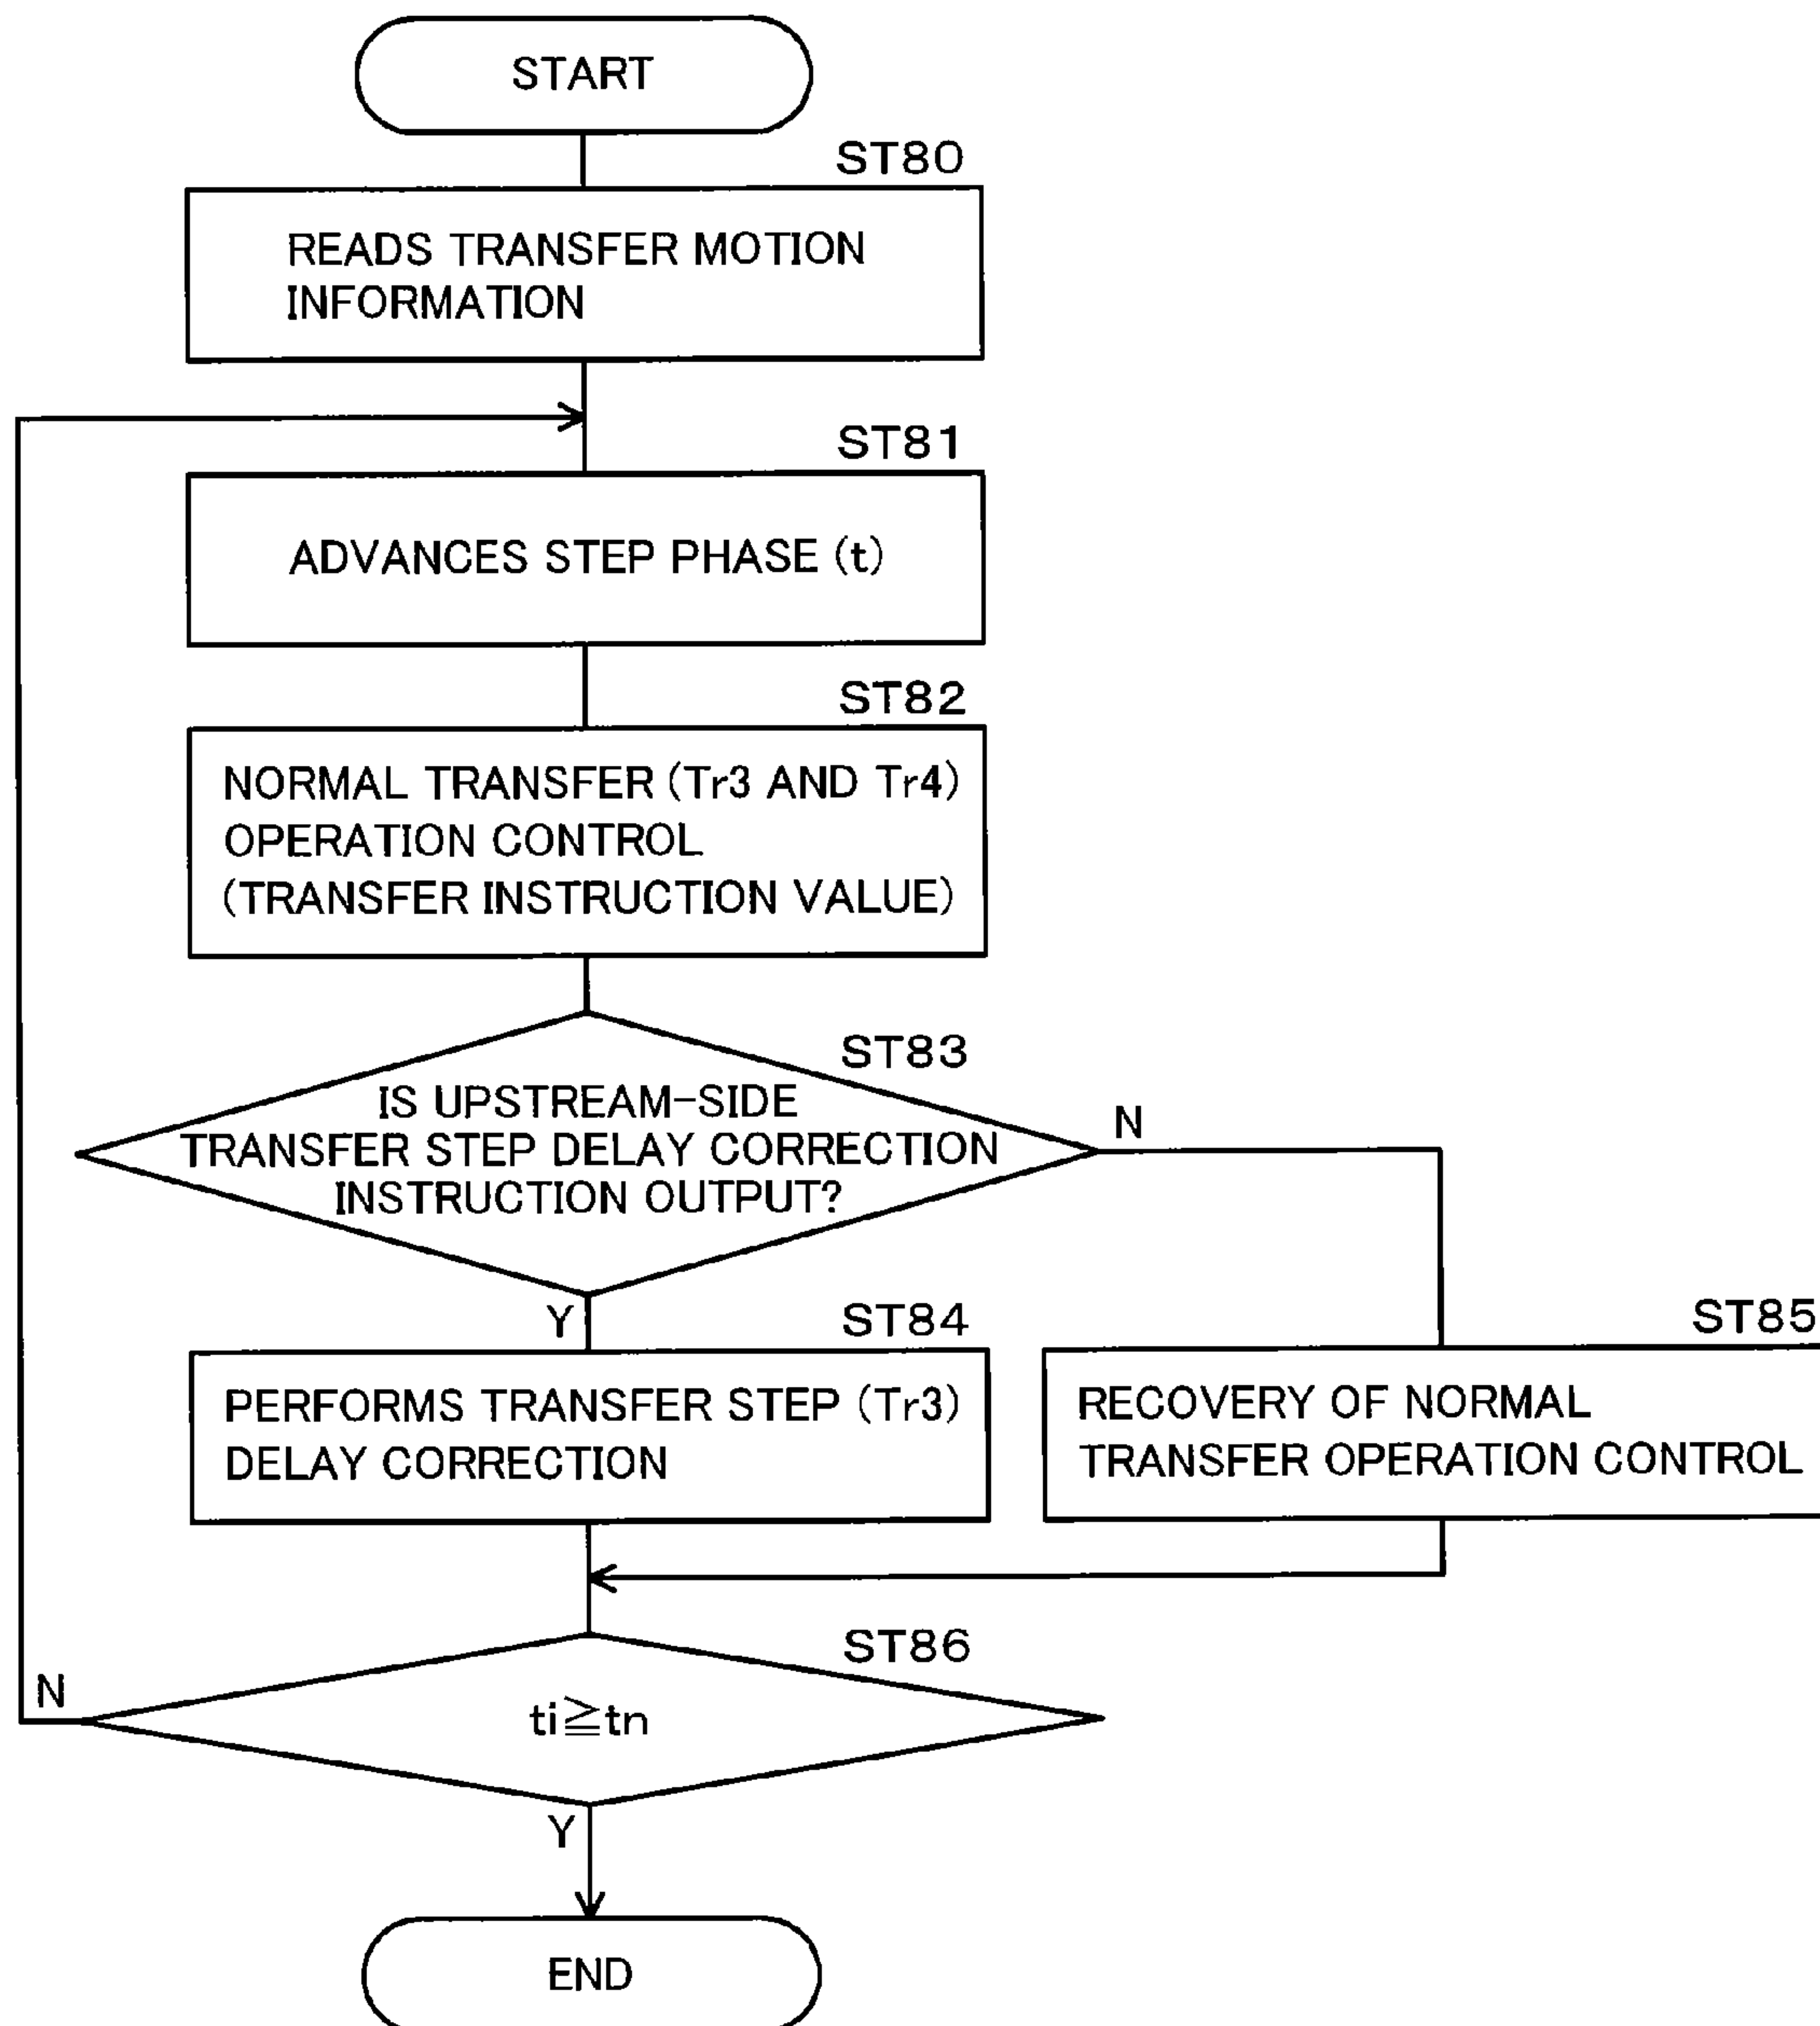 START
ST80
READS TRANSFER MOTION
INFORMATION
ST81
ADVANCES STEP PHASE (t)
ST82
NORMAL TRANSFER (Tr3 AND Tr4)
OPERATION CONTROL
(TRANSFER INSTRUCTION VALUE)
ST83
IS UPSTREAM-SIDE
TRANSFER STEP DELAY CORRECTION
INSTRUCTION OUTPUT?
N
Y
ST84
PERFORMS TRANSFER STEP (Tr3)
DELAY CORRECTION
ST85
RECOVERY OF NORMAL
TRANSFER OPERATION CONTROL
ST86
ti≧tn
N
Y
END